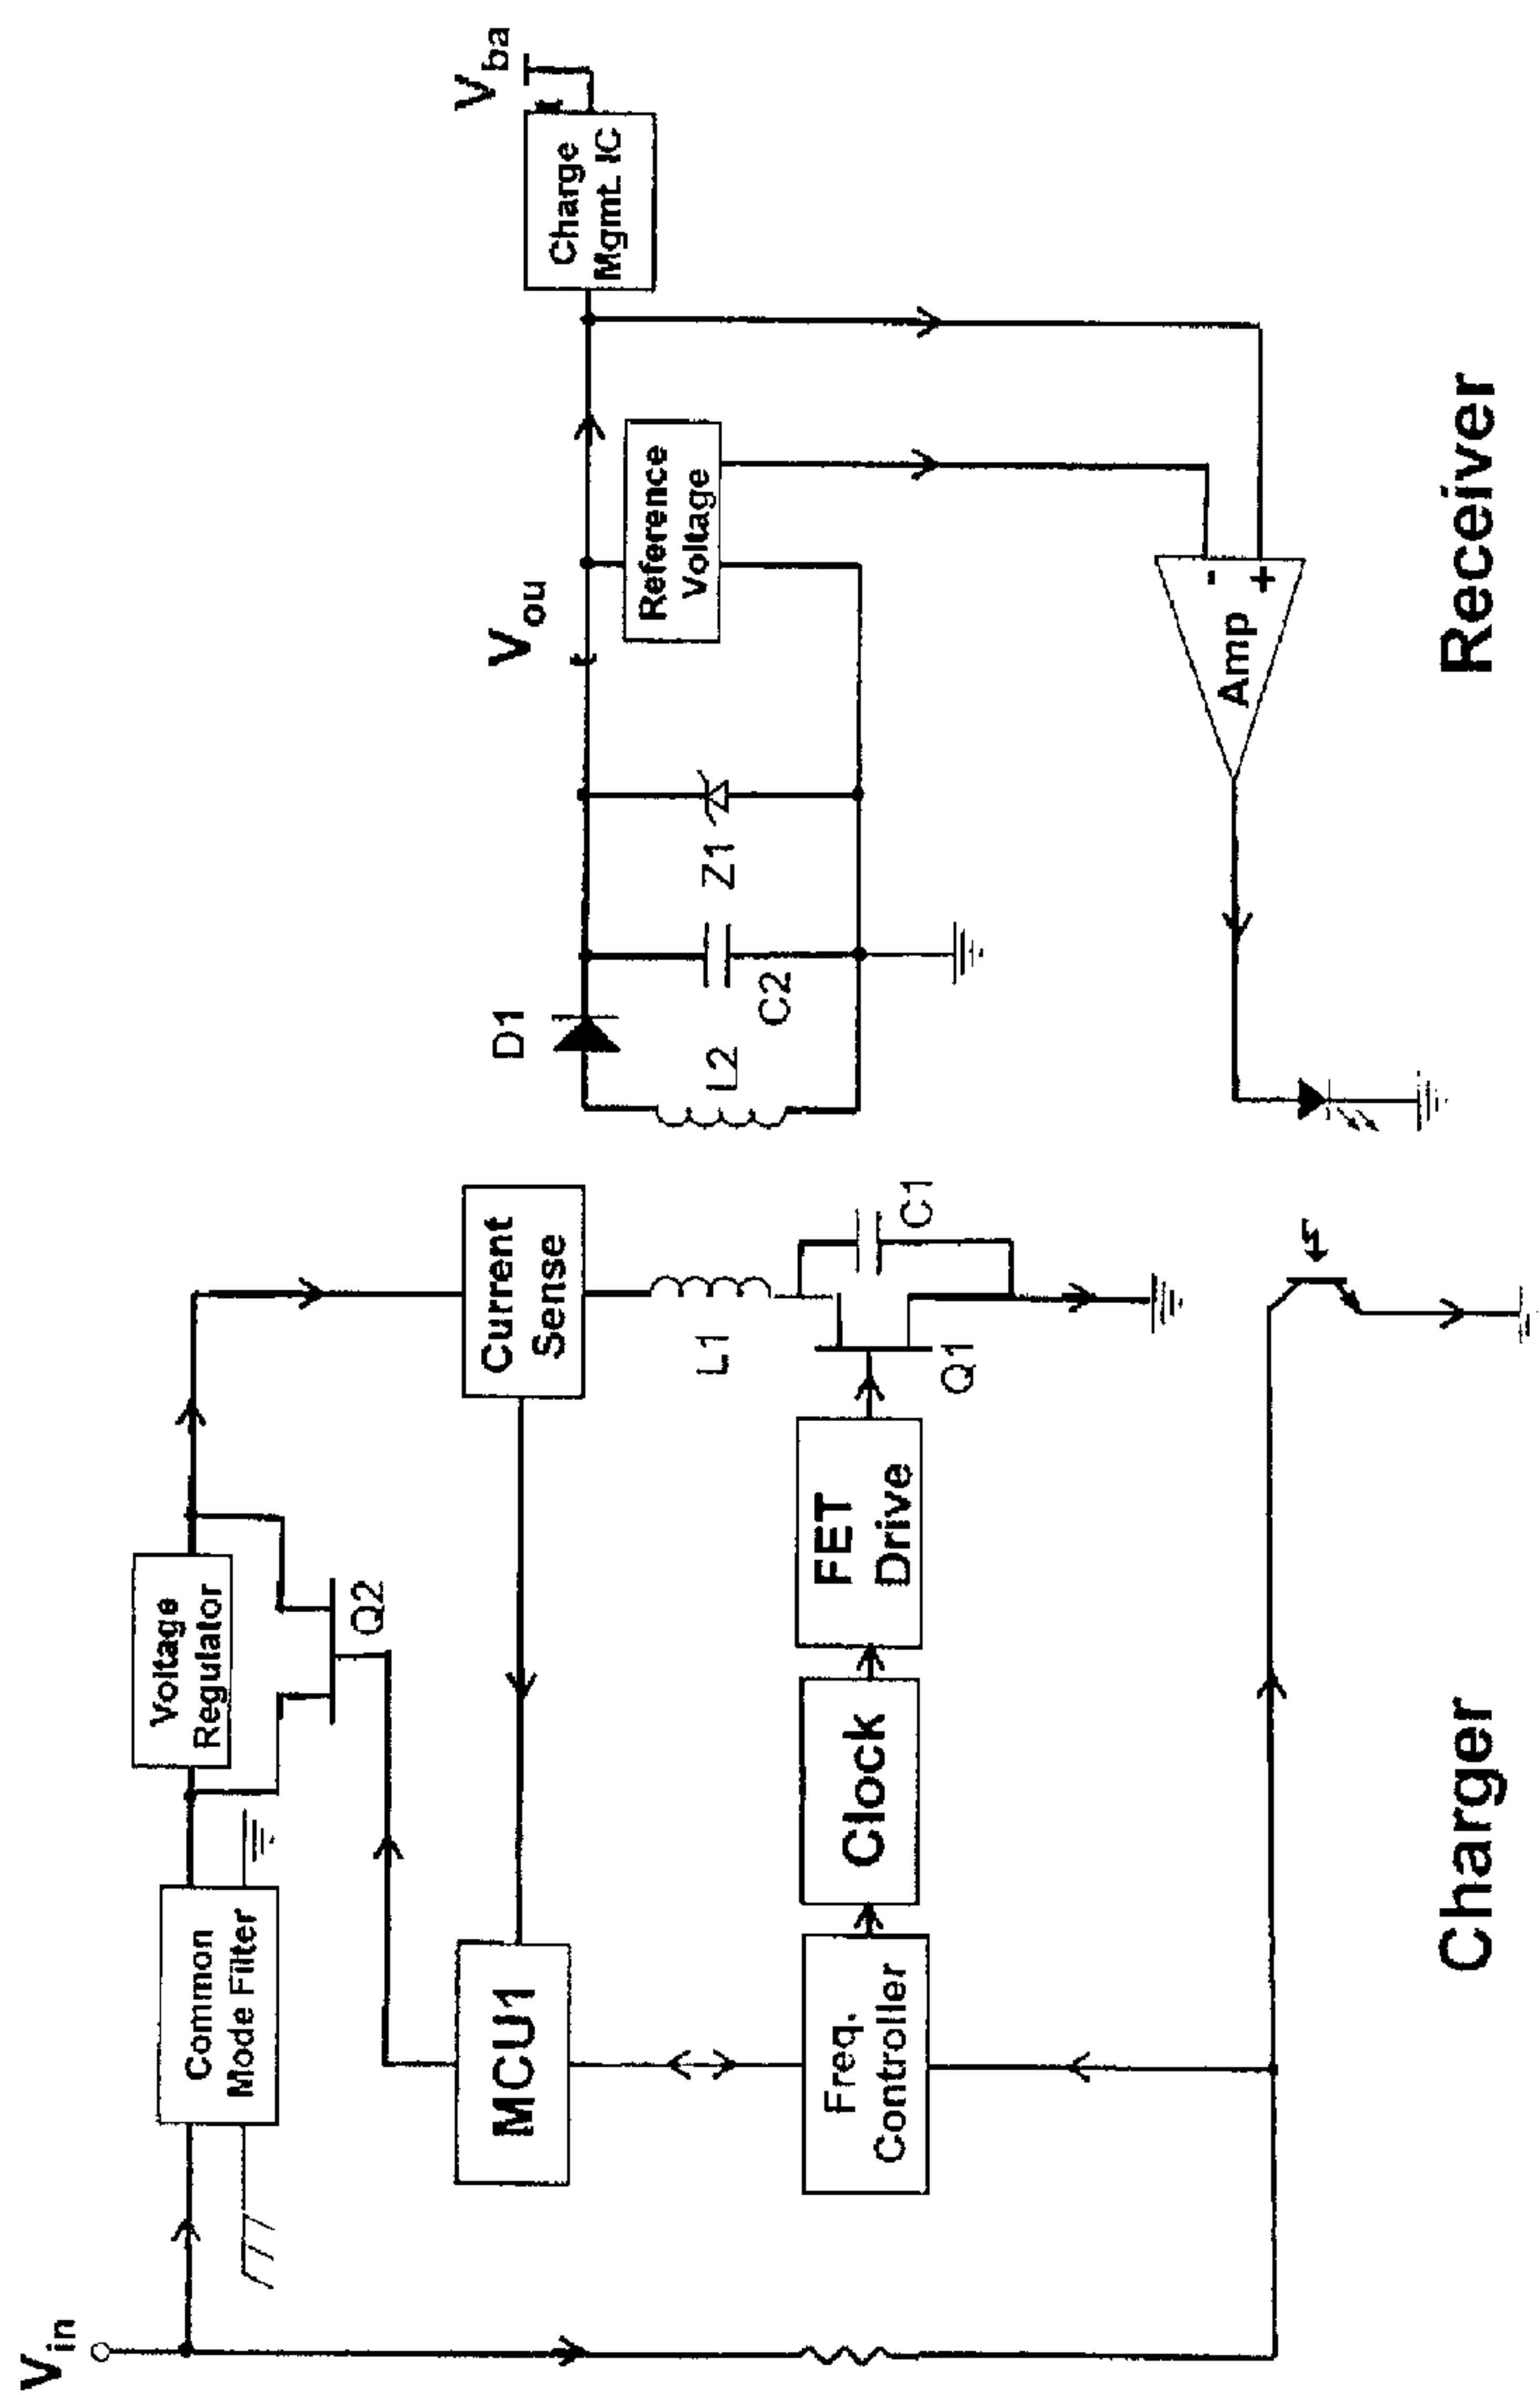 Vin
Common
Mode Filter
Voltage
Regulator
Q2
MCU1
Current
Sense
L1
C1
Q1
Freq.
Controller
Clock
FET
Drive
Charger
D1
L2
C2
Z1
Vou
Reference
Voltage
Charge
Mgmt. IC
Vba
Amp
-
+
Receiver